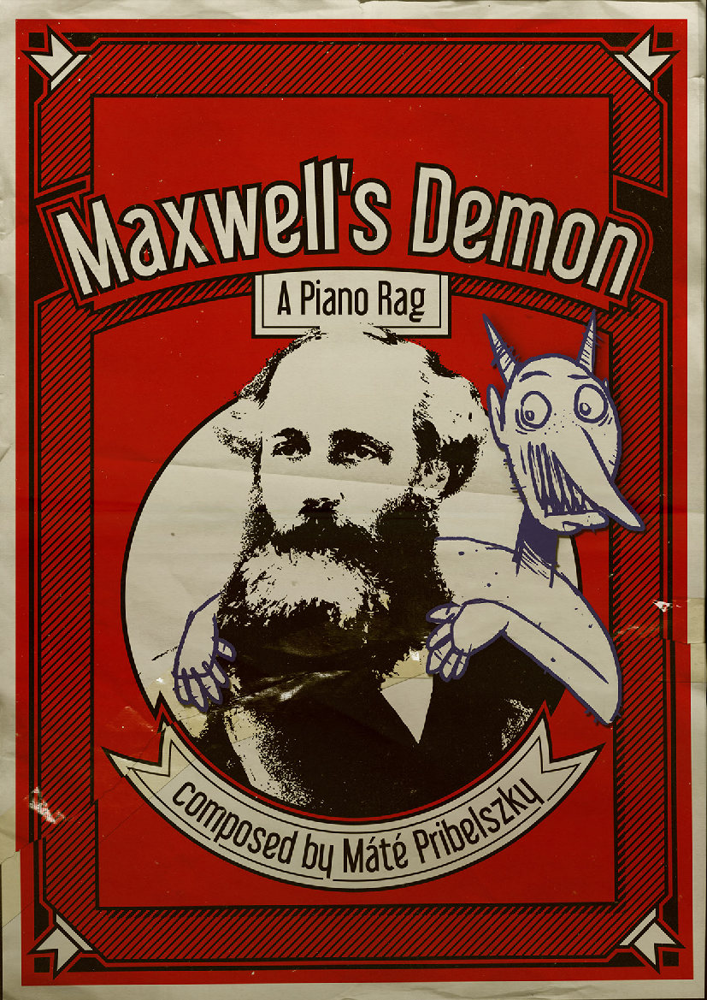 Maxwell's Demon
A Piano Rag
composed by Máté Pribelszky